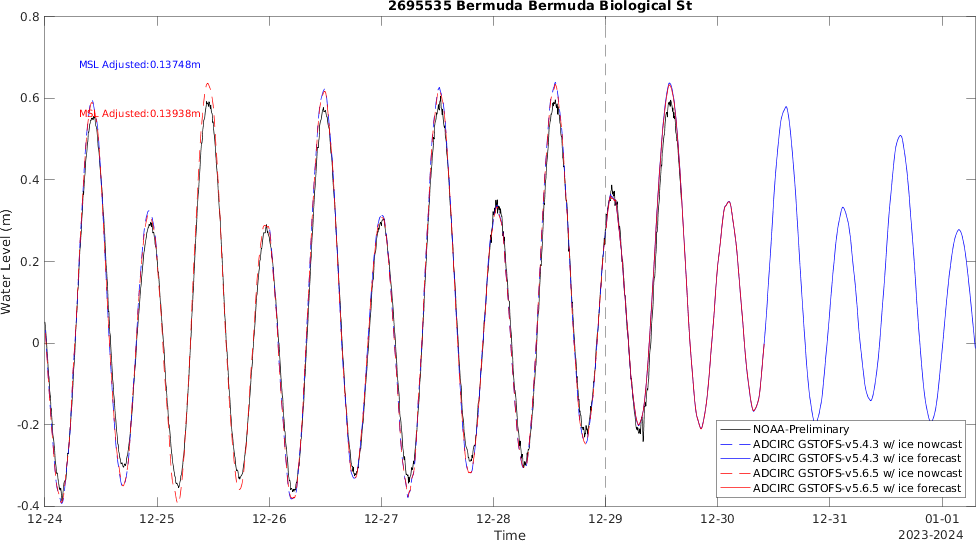 2695535 Bermuda Bermuda Biological St
0.8
MSL Adjusted:0.13748m
0.6
MSL Adjusted:0.13938m
0.4
0.2
0
-0.2
-0.4
Water Level (m)
NOAA-Preliminary
ADCIRC GSTOFS-v5.4.3 w/ ice nowcast
ADCIRC GSTOFS-v5.4.3 w/ ice forecast
ADCIRC GSTOFS-v5.6.5 w/ ice nowcast
ADCIRC GSTOFS-v5.6.5 w/ ice forecast
12-24 12-25 12-26 12-27 12-28 12-29 12-30 12-31 01-01
Time
2023-2024